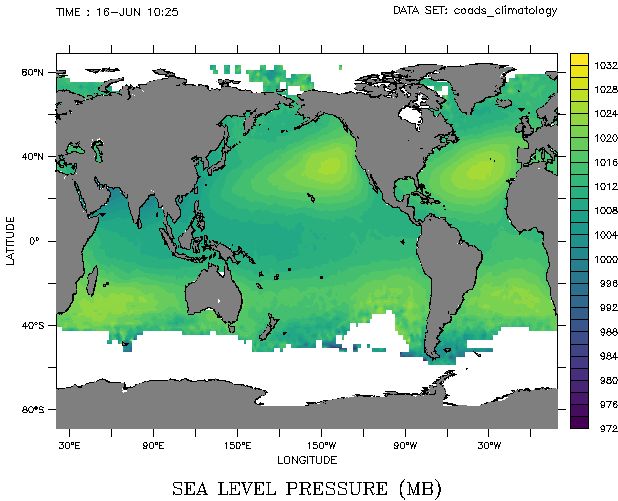 TIME : 16-JUN 10:25
DATA SET: coads_climatology
80°N
40°N
0°
40°S
80°S
LATITUDE
30°E 90°E 150°E 150°W 90°W 30°W
LONGITUDE
1032
1028
1024
1020
1016
1012
1008
1004
1000
996
992
988
984
980
976
972
SEA LEVEL PRESSURE (MB)